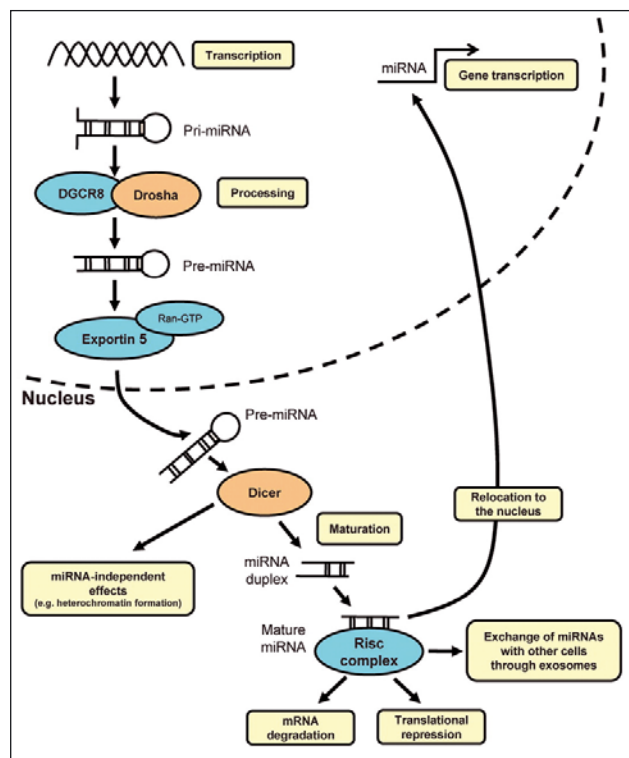 Transcription
miRNA
Gene transcription
Pri-miRNA
DGCR8
Drosha
Processing
Pre-miRNA
Ran-GTP
Exportin 5
Nucleus
Pre-miRNA
Dicer
Relocation to
the nucleus
Maturation
miRNA-independent
effects
(e.g. heterochromatin formation)
miRNA
duplex
Mature
miRNA
Risc
complex
Exchange of miRNAs
with other cells
through exosomes
mRNA
degradation
Translational
repression